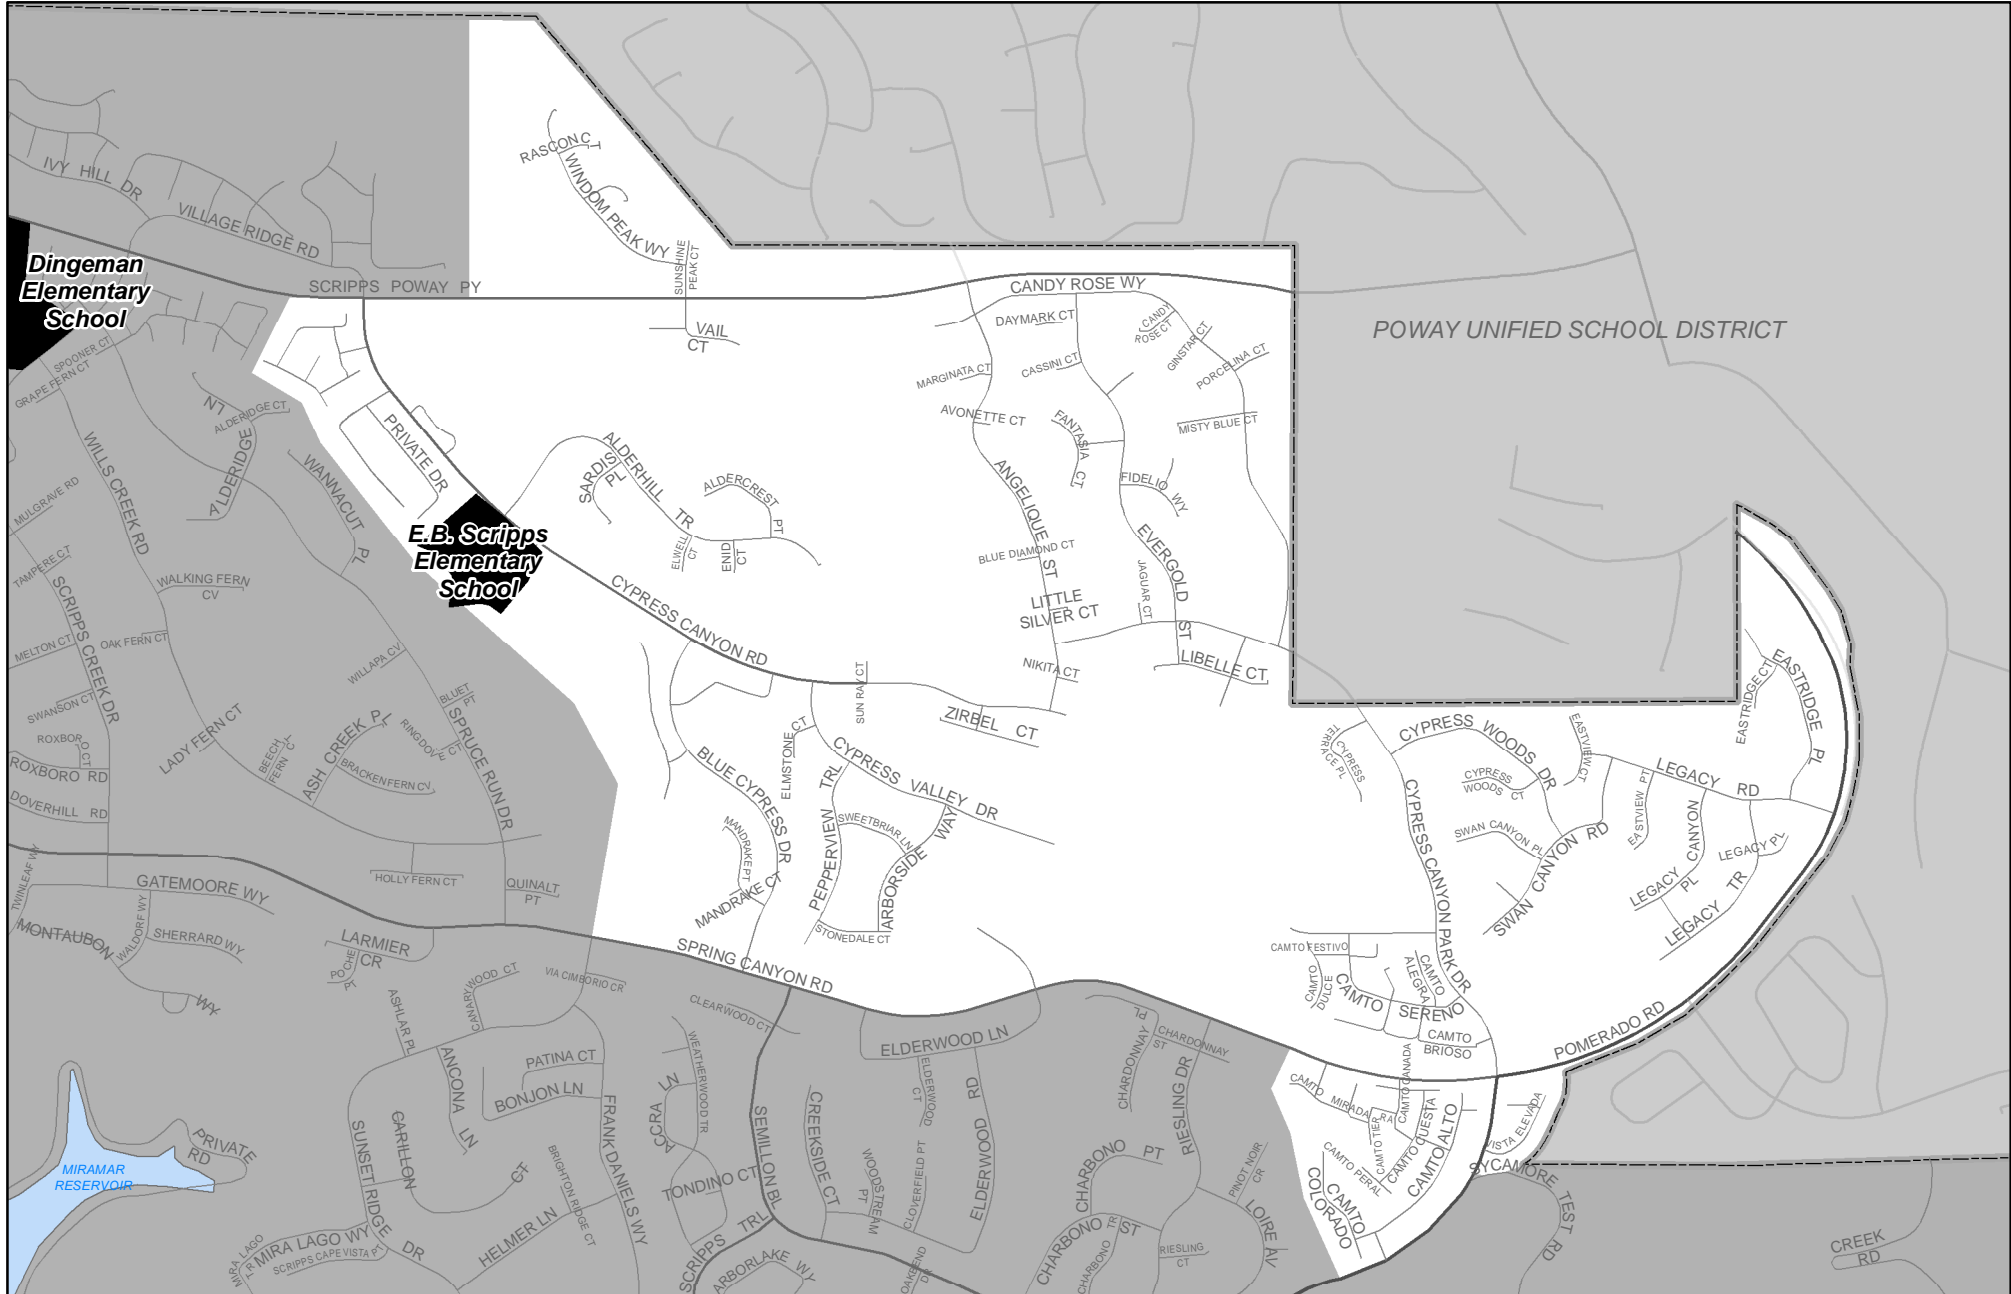 RASCON CT
WINDOM PEAK WY
IVY HILL DR
VILLAGE RIDGE RD
SUNSHINE
PEAK CT
Dingeman
Elementary
School
SCRIPPS POWAY PY
CANDY ROSE WY
VAIL
CT
DAYMARK CT
CANDY
ROSE CT
GINSTAR CT
POWAY UNIFIED SCHOOL DISTRICT
SPOONER CT
GRAPE FERN CT
MARGINATA CT
CASSINI CT
PORCELINA CT
ALDERIDGE LN
ALDERIDGE CT
AVONETTE CT
FANTASIA CT
MISTY BLUE CT
PRIVATE DR
WILLS CREEK RD
WANNACUT PL
SARDIS
PL
ALDERHILL TR
ALDERCREST PT
ANGELIQUE ST
FIDELIO WY
MULGRAVE RD
E.B. Scripps
Elementary
School
ELWELL
CT
ENID
CT
BLUE DIAMOND CT
EVERGOLD ST
JAGUAR CT
TAMPERE CT
WALKING FERN
CV
CYPRESS CANYON RD
LITTLE
SILVER CT
SCRIPPS CREEK DR
MELTON CT
OAK FERN CT
WILLAPA CV
NIKITA CT
LIBELLE CT
EASTRIDGE CT
EASTRIDGE PL
SWANSON CT
LADY FERN CT
BLUET
PT
SUN RAY CT
ZIRBEL CT
ROXBORO CT
ROXBORO RD
BEECH
FERN CT
ASH CREEK PL
RINGDOVE CT
SPRUCE RUN DR
BRACKEN FERN CV
ELMSTONE CT
CYPRESS VALLEY DR
CYPRESS
TERRACE PL
CYPRESS WOODS DR
EASTVIEW CT
CYPRESS
WOODS CT
LEGACY RD
DOVERHILL RD
BLUE CYPRESS DR
PEPPERVIEW TRL
SWEETBRIAR LN
ARBORSIDE WAY
CYPRESS CANYON PARK DR
SWAN CANYON PL
SWAN CANYON RD
EASTVIEW PT
LEGACY CANYON
PL
LEGACY PL
LEGACY TR
MANDRAKE PT
MANDRAKE CT
STONEDALE CT
TWINLEAF WY
GATEMOORE WY
HOLLY FERN CT
QUINALT
PT
MONTAUBON WY
WALDORF WY
SHERRARD WY
LARMIER
CR
POCHE
PT
SPRING CANYON RD
CANARYWOOD CT
VIA CIMBORIO CR
CLEARWOOD CT
CAMTO FESTIVO
CAMTO
DULCE
CAMTO
ALEGRA
CAMTO SERENO
CAMTO
BRIOSO
POMERADO RD
ASHLAR PL
ANCONA LN
PATINA CT
BONJON LN
WEATHERWOOD TR
ACCRA LN
ELDERWOOD LN
ELDERWOOD
CT
ELDERWOOD RD
CHARDONNAY PL
CHARDONNAY
ST
RIESLING DR
CAMTO MIRADA
CAMTO CANADA
CAMTO TIERRA
CAMTO CUESTA
CAMTO ALTO
CAMTO PERAL
CAMTO
COLORADO
VISTA ELEVADA
SYCAMORE TEST RD
PRIVATE
RD
MIRAMAR
RESERVOIR
SUNSET RIDGE DR
CARILLON CT
FRANK DANIELS WY
BRIGHTON RIDGE CT
SEMILLON BL
CREEKSIDE CT
WOODSTREAM
PT
CLOVERFIELD PT
CHARBONO PT
PINOT NOIR
CR
TONDINO CT
HELMER LN
SCRIPPS TRL
ARBORLAKE WY
OAKBEND
DR
CHARBONO ST
CHARBONO TR
RIESLING
CT
LOIRE AV
MIRA LAGO
TR
MIRA LAGO WY
SCRIPPS CAPE VISTA PT
CREEK
RD